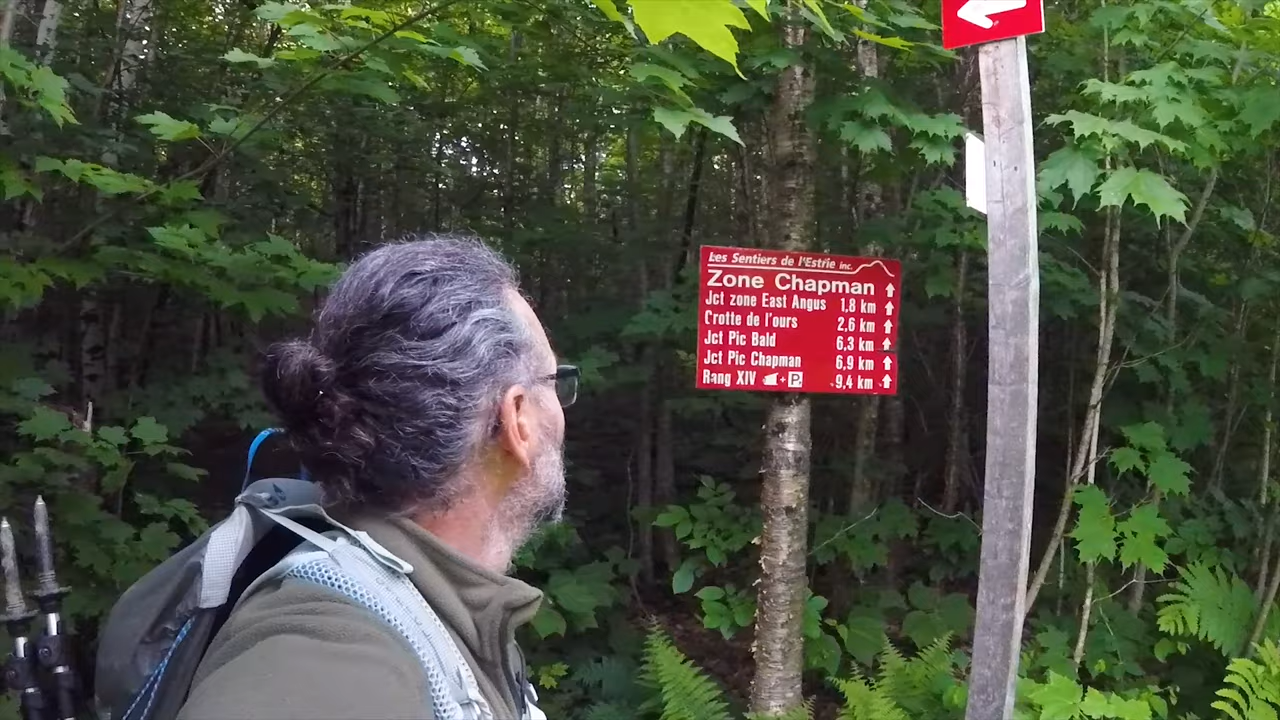 Les Sentiers de l'Estrie inc.
Zone Chapman
Jct zone East Angus 1,8 km
Crotte de l'ours 2,6 km
Jct Pic Bald 6,3 km
Jct Pic Chapman 6,9 km
Rang XIV + P 9,4 km